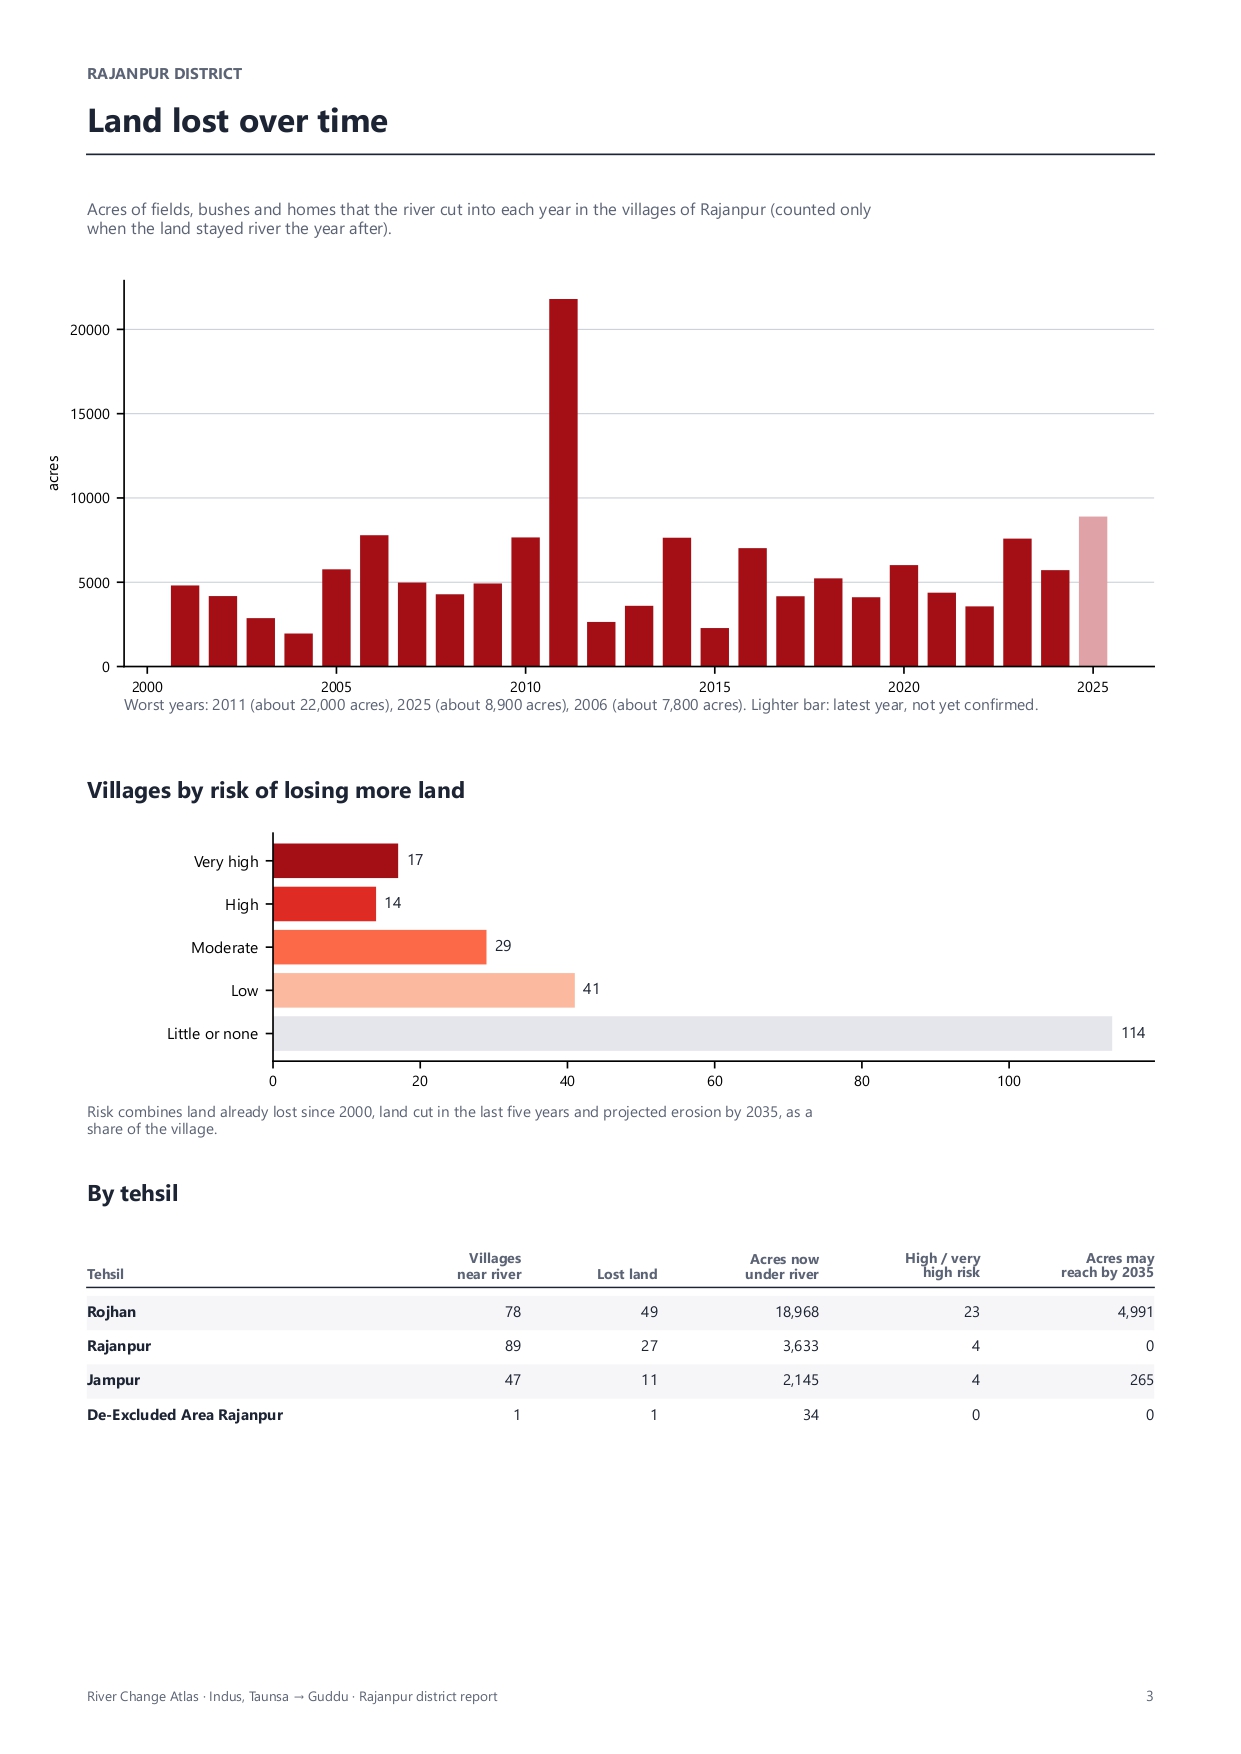 RAJANPUR DISTRICT
Land lost over time
Acres of fields, bushes and homes that the river cut into each year in the villages of Rajanpur (counted only
when the land stayed river the year after).
acres
20000
15000
10000
5000
0
2000 2005 2010 2015 2020 2025
Worst years: 2011 (about 22,000 acres), 2025 (about 8,900 acres), 2006 (about 7,800 acres). Lighter bar: latest year, not yet confirmed.
Villages by risk of losing more land
Very high 17
High 14
Moderate 29
Low 41
Little or none 114
0 20 40 60 80 100
Risk combines land already lost since 2000, land cut in the last five years and projected erosion by 2035, as a
share of the village.
By tehsil
Villages Acres now High / very Acres may
Tehsil near river Lost land under river high risk reach by 2035
Rojhan 78 49 18,968 23 4,991
Rajanpur 89 27 3,633 4 0
Jampur 47 11 2,145 4 265
De-Excluded Area Rajanpur 1 1 34 0 0
River Change Atlas · Indus, Taunsa → Guddu · Rajanpur district report 3